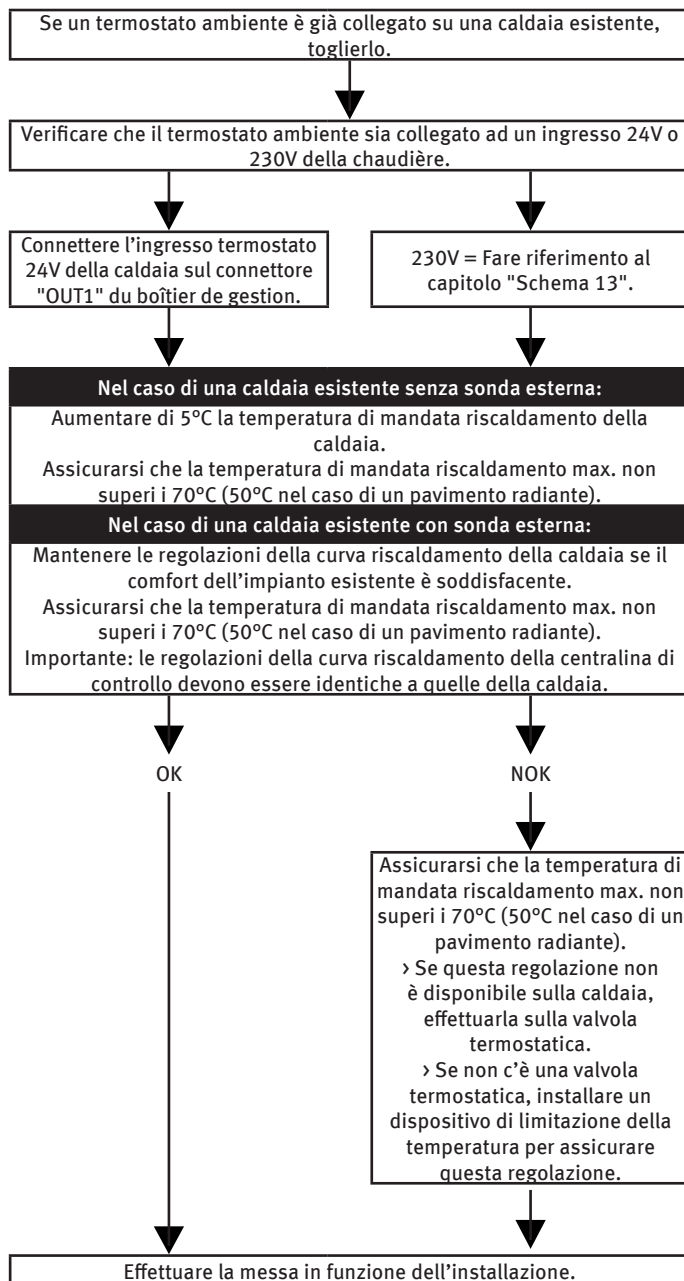 Se un termostato ambiente è già collegato su una caldaia esistente,
toglierlo.
Verificare che il termostato ambiente sia collegato ad un ingresso 24V o
230V della chaudière.
Connettere l'ingresso termostato
24V della caldaia sul connettore
"OUT1" du boîtier de gestion.
230V = Fare riferimento al
capitolo "Schema 13".
Nel caso di una caldaia esistente senza sonda esterna:
Aumentare di 5°C la temperatura di mandata riscaldamento della
caldaia.
Assicurarsi che la temperatura di mandata riscaldamento max. non
superi i 70°C (50°C nel caso di un pavimento radiante).
Nel caso di una caldaia esistente con sonda esterna:
Mantenere le regolazioni della curva riscaldamento della caldaia se il
comfort dell'impianto esistente è soddisfacente.
Assicurarsi che la temperatura di mandata riscaldamento max. non
superi i 70°C (50°C nel caso di un pavimento radiante).
Importante: le regolazioni della curva riscaldamento della centralina di
controllo devono essere identiche a quelle della caldaia.
OK
NOK
Assicurarsi che la temperatura di
mandata riscaldamento max. non
superi i 70°C (50°C nel caso di un
pavimento radiante).
> Se questa regolazione non
è disponibile sulla caldaia,
effettuarla sulla valvola
termostatica.
> Se non c'è una valvola
termostatica, installare un
dispositivo di limitazione della
temperatura per assicurare
questa regolazione.
Effettuare la messa in funzione dell'installazione.